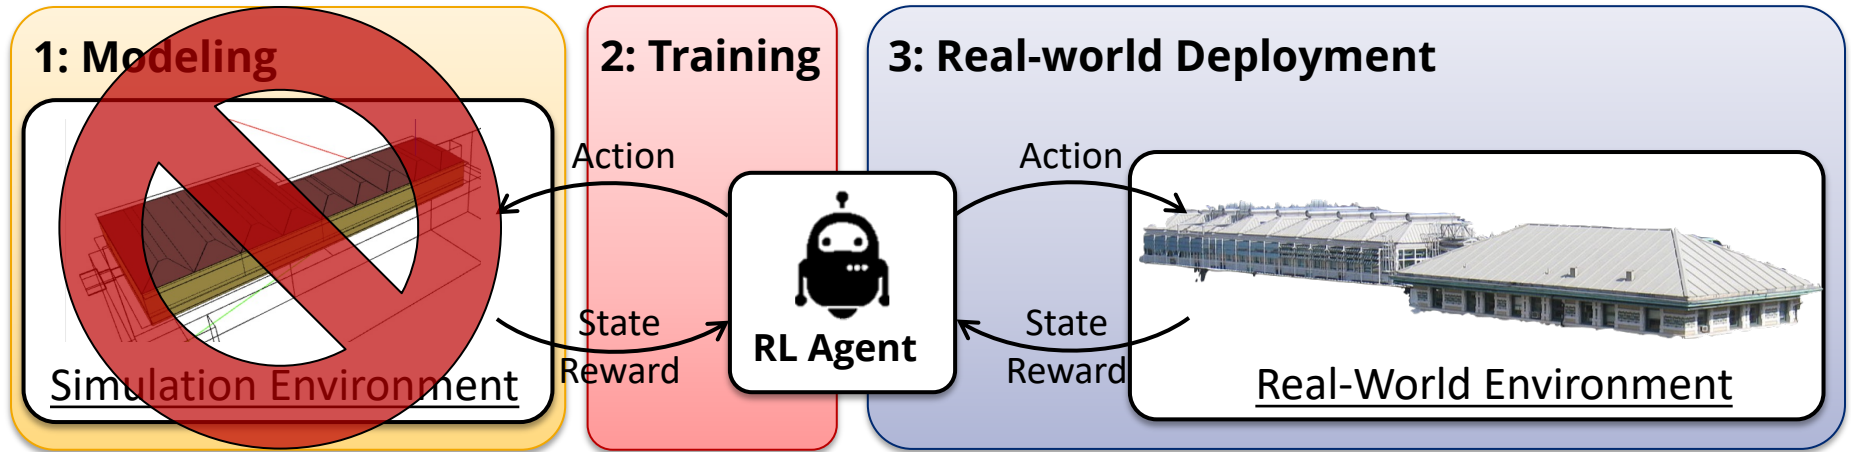 1: Modeling
Simulation Environment
2: Training
Action
State
Reward
RL Agent
3: Real-world Deployment
Action
State
Reward
Real-World Environment